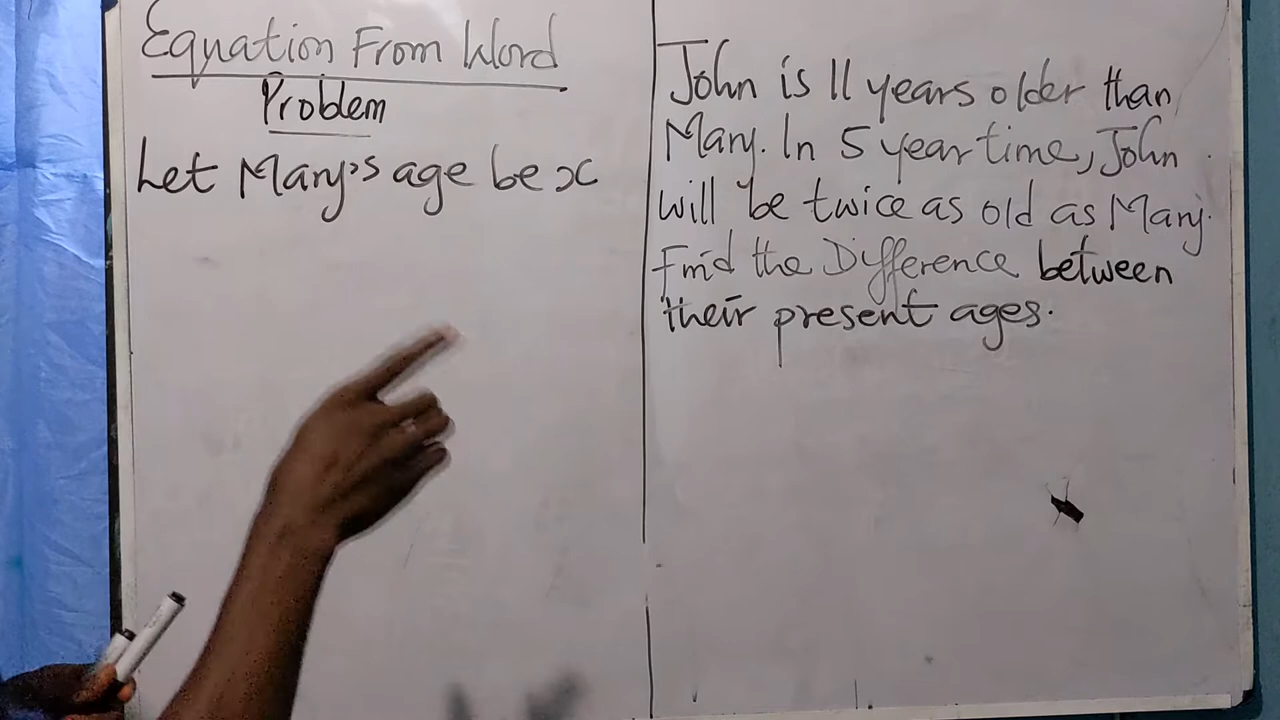 Equation From Word
Problem
Let Mary's age be x
John is 11 years older than
Mary. In 5 year time, John
will be twice as old as Mary.
Find the Difference between
their present ages.